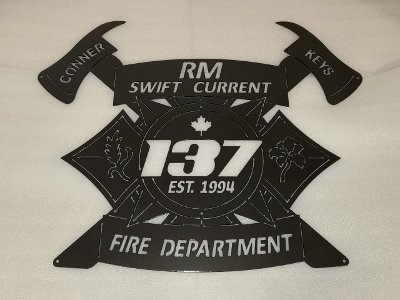 CONNER
KEYS
RM
SWIFT CURRENT
137
EST. 1994
FIRE DEPARTMENT